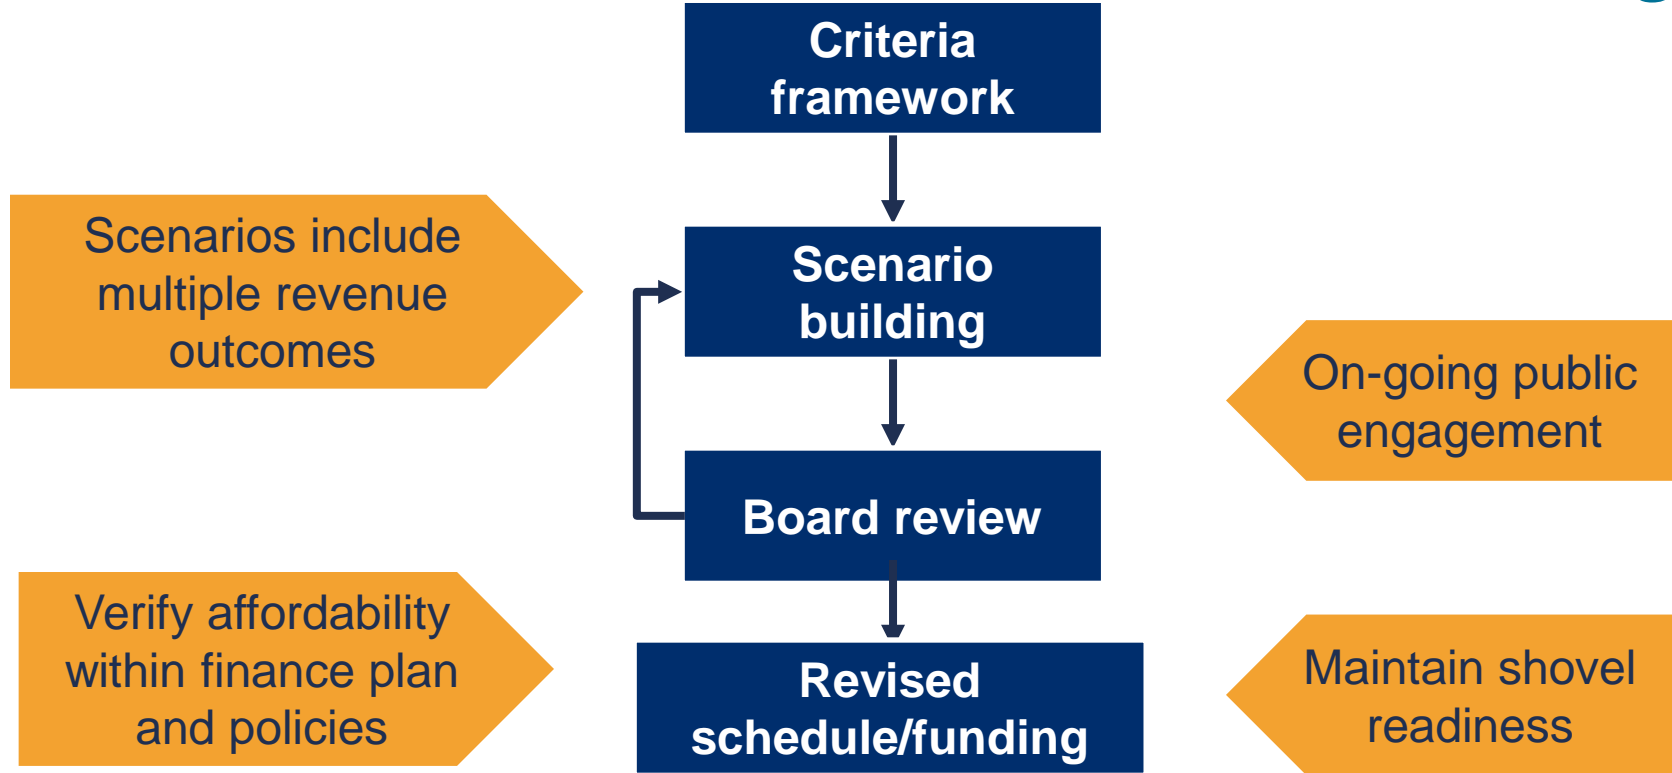 Criteria
framework
Scenarios include
multiple revenue
outcomes
Scenario
building
On-going public
engagement
Board review
Verify affordability
within finance plan
and policies
Revised
schedule/funding
Maintain shovel
readiness